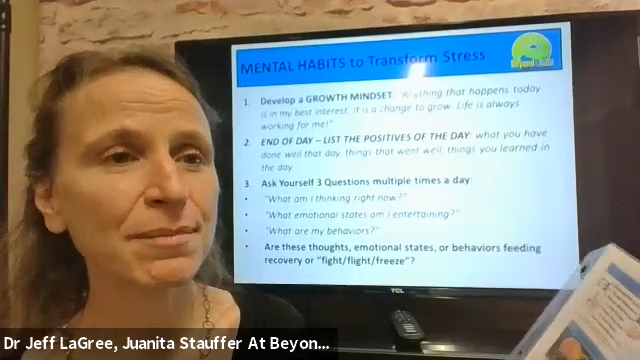 MENTAL HABITS to Transform Stress
Beyond
1. Develop a GROWTH MINDSET: "Anything that happens today
is in my best interest, it is a change to grow. Life is always
working for me!"
2. END OF DAY – LIST THE POSITIVES OF THE DAY: what you have
done well that day, things that went well, things you learned in
the day
3. Ask Yourself 3 Questions multiple times a day:
• "What am I thinking right now?"
• "What emotional states am I entertaining?"
• "What are my behaviors?"
• Are these thoughts, emotional states, or behaviors feeding
recovery or "fight/flight/freeze"?
TCL
Dr Jeff LaGree, Juanita Stauffer At Beyon...